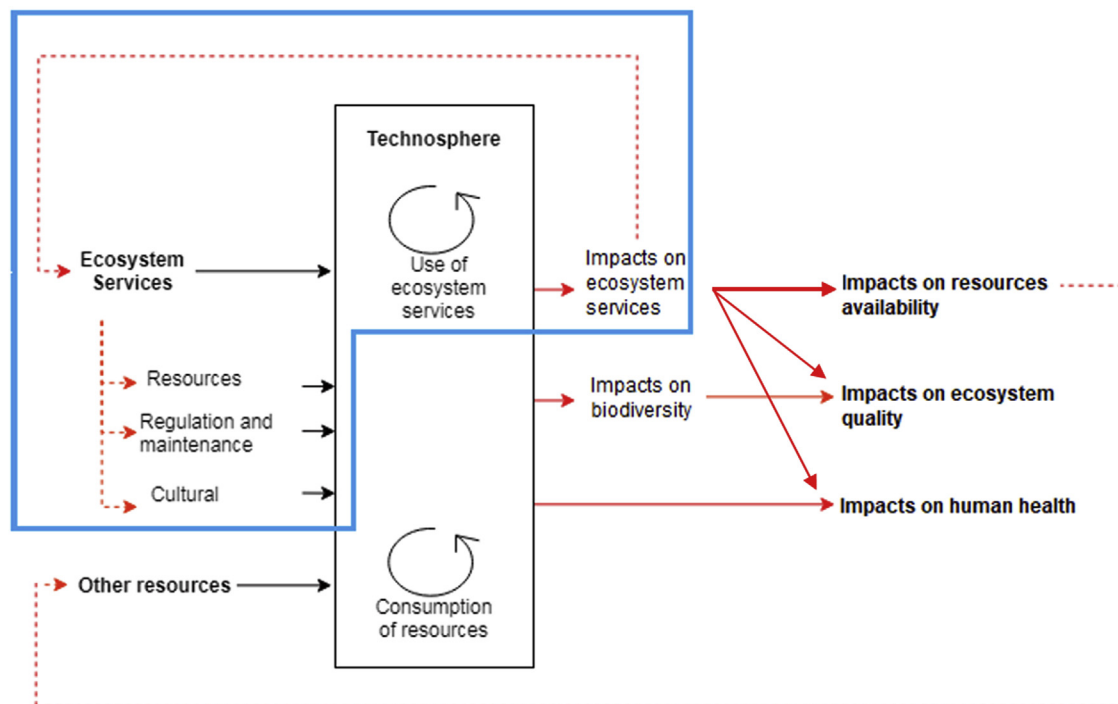 Technosphere
Ecosystem
Services
Use of
ecosystem
services
Impacts on
ecosystem
services
Impacts on resources
availability
Resources
Regulation and
maintenance
Cultural
Impacts on
biodiversity
Impacts on ecosystem
quality
Impacts on human health
Other resources
Consumption
of resources